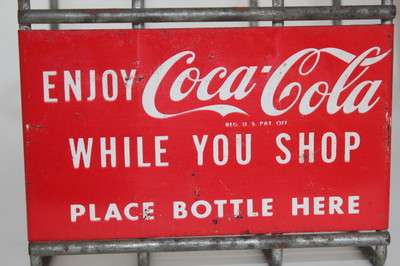 ENJOY Coca-Cola
REG. U.S. PAT. OFF.
WHILE YOU SHOP
PLACE BOTTLE HERE